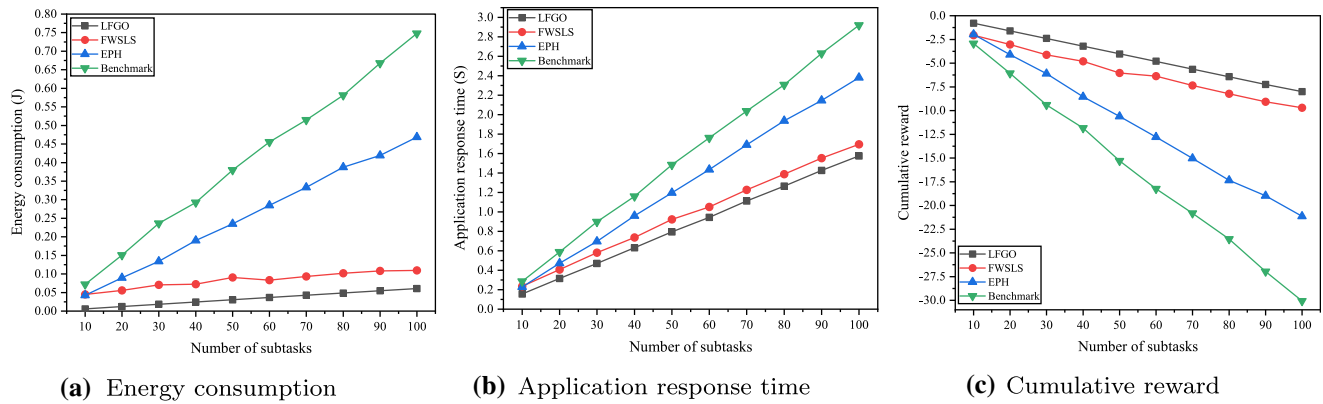 0.80
0.75
0.70
0.65
0.60
0.55
0.50
0.45
0.40
0.35
0.30
0.25
0.20
0.15
0.10
0.05
0.00
Energy consumption (J)
LFGO
FWSLS
EPH
Benchmark
10 20 30 40 50 60 70 80 90 100
Number of subtasks
(a) Energy consumption
3.0
2.8
2.6
2.4
2.2
2.0
1.8
1.6
1.4
1.2
1.0
0.8
0.6
0.4
0.2
0.0
Application response time (S)
LFGO
FWSLS
EPH
Benchmark
10 20 30 40 50 60 70 80 90 100
Number of subtasks
(b) Application response time
0.0
-2.5
-5.0
-7.5
-10.0
-12.5
-15.0
-17.5
-20.0
-22.5
-25.0
-27.5
-30.0
Cumulative reward
LFGO
FWSLS
EPH
Benchmark
10 20 30 40 50 60 70 80 90 100
Number of subtasks
(c) Cumulative reward